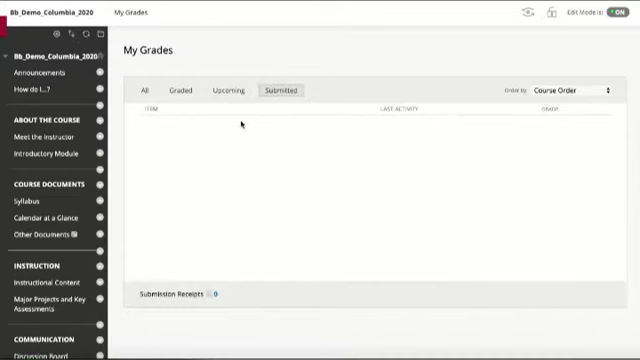 Bb_Demo_Columbia_2020
My Grades
Edit Mode is: ON
Bb_Demo_Columbia_2020
Announcements
How do I...?
ABOUT THE COURSE
Meet the Instructor
Introductory Module
COURSE DOCUMENTS
Syllabus
Calendar at a Glance
Other Documents
INSTRUCTION
Instructional Content
Major Projects and Key
Assessments
COMMUNICATION
Discussion Board
My Grades
All Graded Upcoming Submitted
Order by: Course Order
ITEM LAST ACTIVITY GRADE
Submission Receipts 0